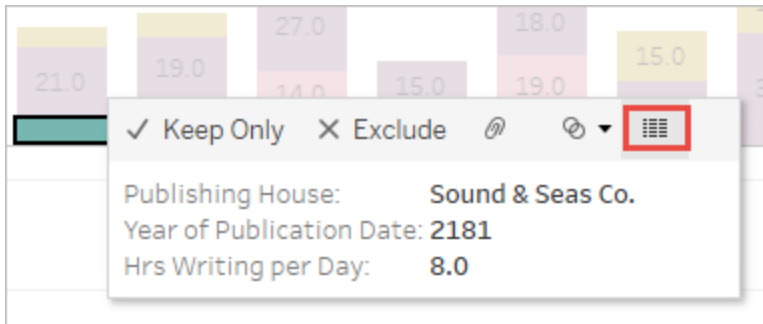 27.0 18.0
21.0 19.0 15.0
14.0 15.0 19.0
Keep Only Exclude
Publishing House: Sound & Seas Co.
Year of Publication Date: 2181
Hrs Writing per Day: 8.0